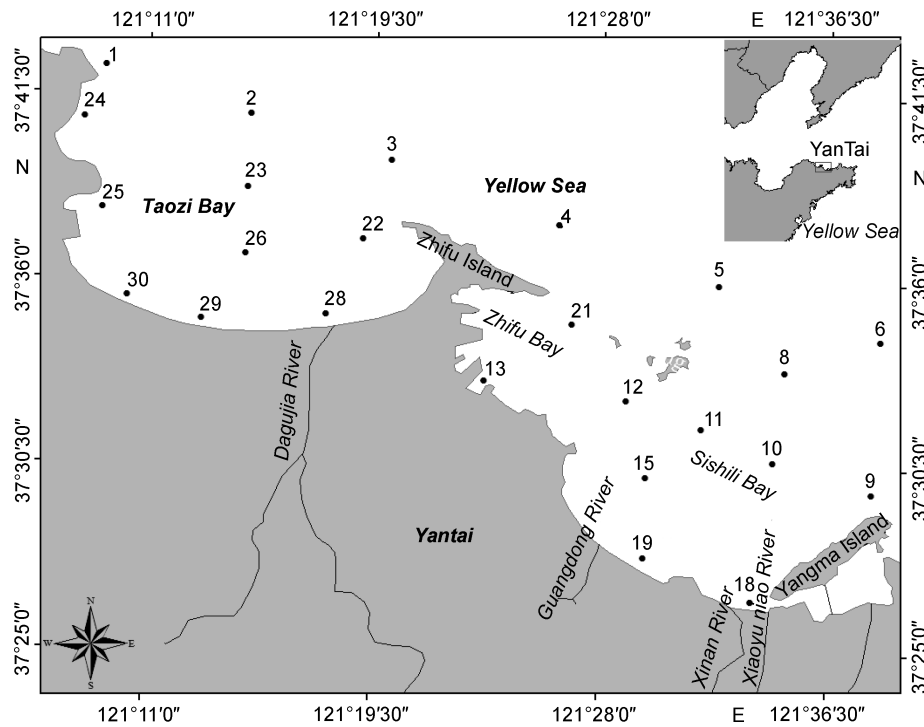 121°11′0″ 121°19′30″ 121°28′0″ E 121°36′30″
37°41′30″
N
37°36′0″
37°30′30″
37°25′0″
37°41′30″
N
37°36′0″
37°30′30″
37°25′0″
1
24
2
3
YanTai
Yellow Sea
23
25
Taozi Bay
Yellow Sea
4
22
26
Zhifu Island
5
30
29
28
21
Zhifu Bay
6
8
13
12
11
Dagujia River
10
15
Sishili Bay
9
Yantai
Guangdong River
19
Yangma Island
18
Xinan River
Xiaoyu niao River
N
W E
S
121°11′0″ 121°19′30″ 121°28′0″ E 121°36′30″